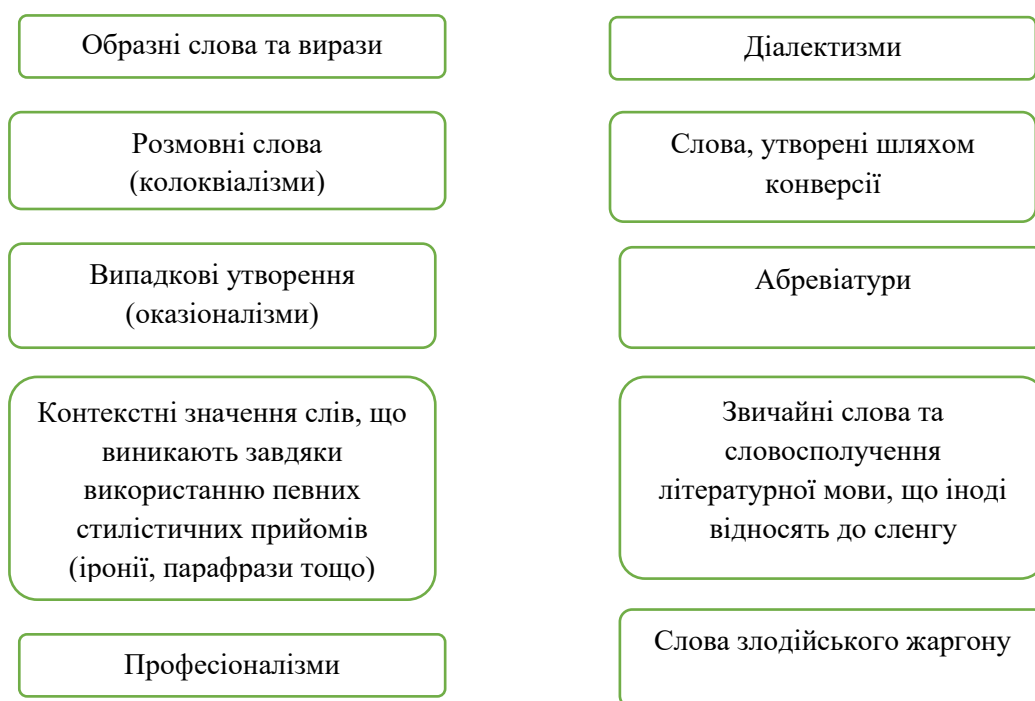 Образні слова та вирази
Діалектизми
Розмовні слова
(колоквіалізми)
Слова, утворені шляхом
конверсії
Випадкові утворення
(оказіоналізми)
Абревіатури
Контекстні значення слів, що
виникають завдяки
використанню певних
стилістичних прийомів
(іронії, парафрази тощо)
Звичайні слова та
словосполучення
літературної мови, що іноді
відносять до сленгу
Професіоналізми
Слова злодійського жаргону